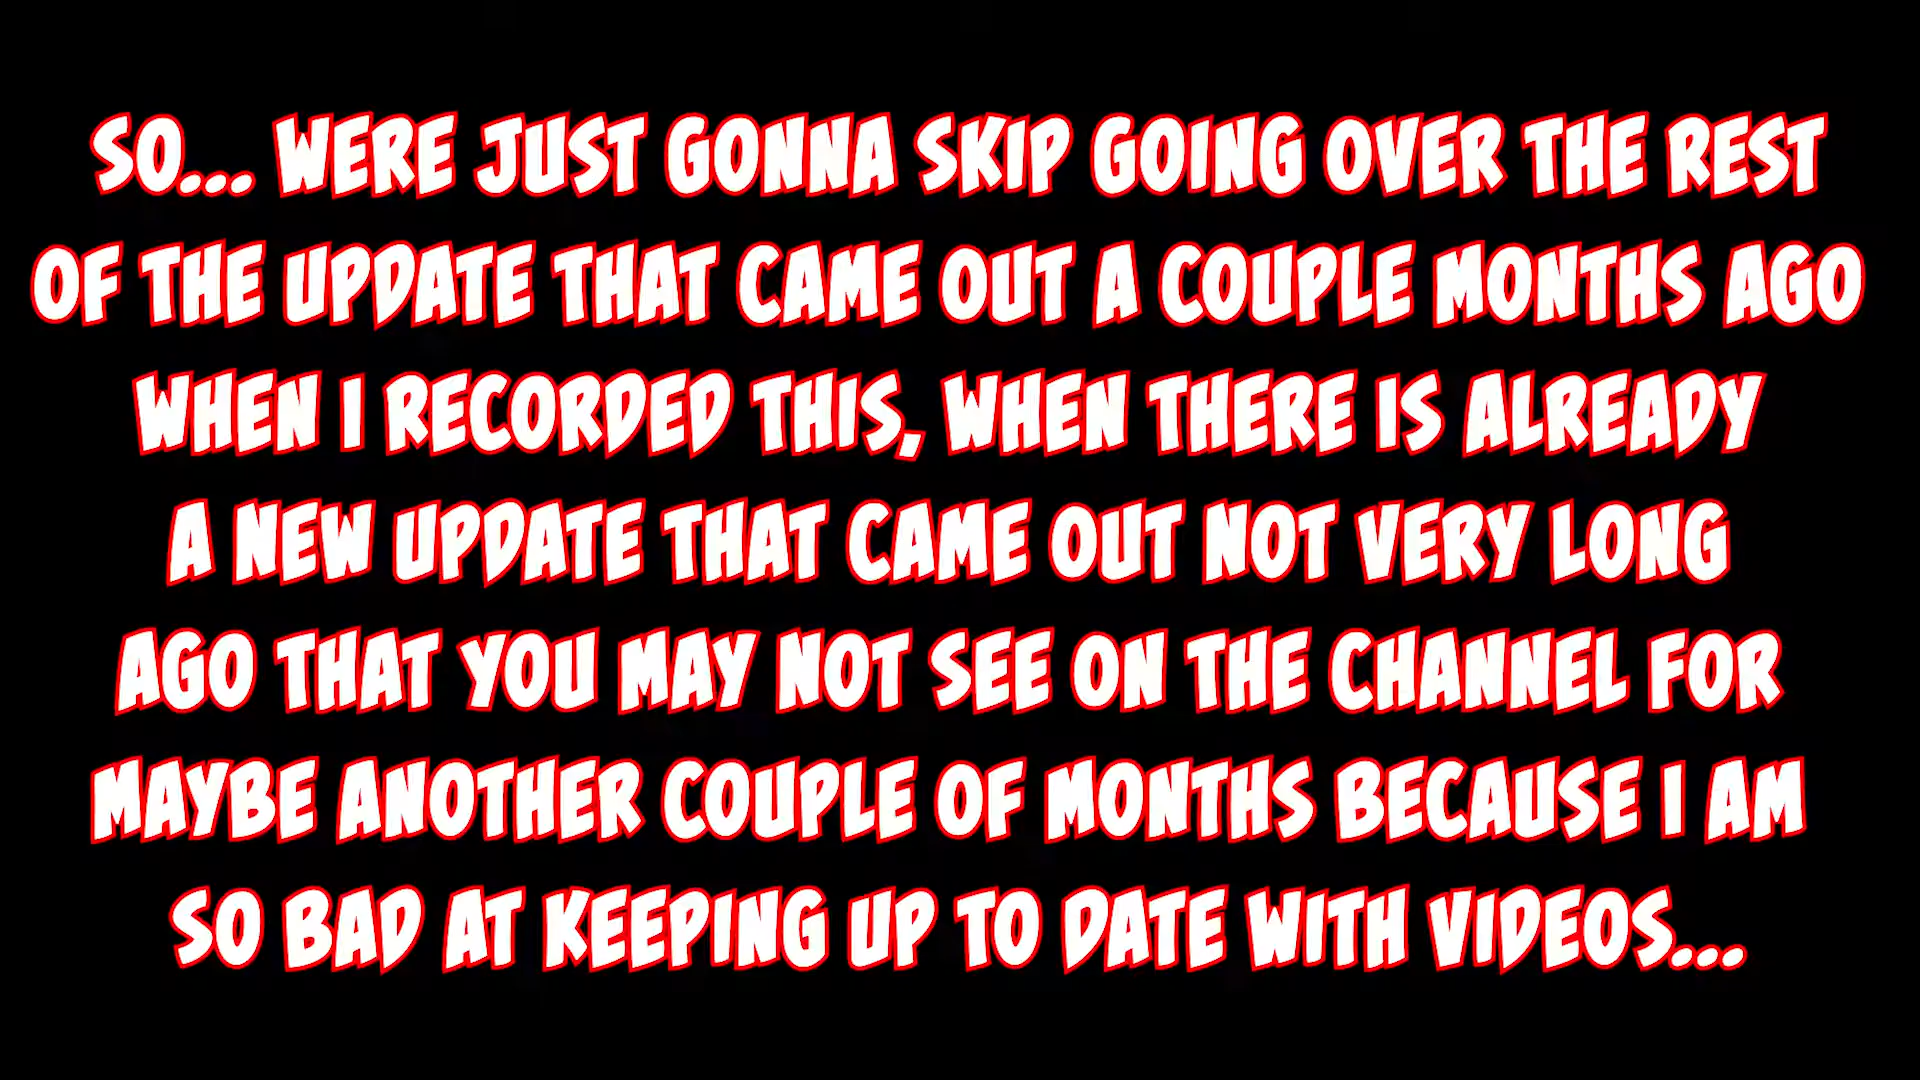 SO... WERE JUST GONNA SKIP GOING OVER THE REST
OF THE UPDATE THAT CAME OUT A COUPLE MONTHS AGO
WHEN I RECORDED THIS, WHEN THERE IS ALREADY
A NEW UPDATE THAT CAME OUT NOT VERY LONG
AGO THAT YOU MAY NOT SEE ON THE CHANNEL FOR
MAYBE ANOTHER COUPLE OF MONTHS BECAUSE I AM
SO BAD AT KEEPING UP TO DATE WITH VIDEOS...